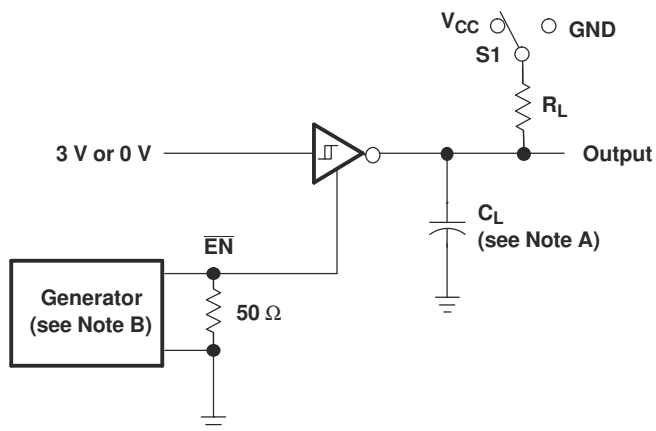 VCC GND
S1
RL
3 V or 0 V
Output
CL
(see Note A)
EN
Generator
(see Note B)
50 Ω